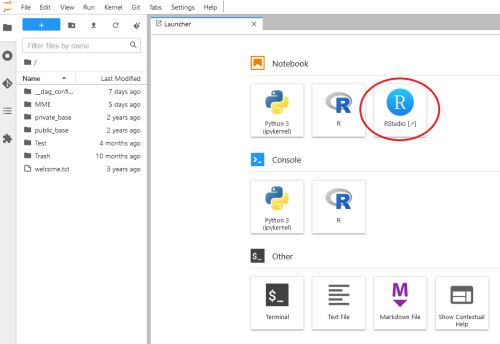 File Edit View Run Kernel Git Tabs Settings Help
+
Filter files by name
/
Name Last Modified
__dag_confi... 7 days ago
MME 5 days ago
private_base 2 years ago
public_base 2 years ago
Test 4 months ago
Trash 10 months ago
welcome.txt 3 years ago
Launcher
Notebook
Python 3
(ipykernel)
R
R
R
RStudio [↗]
Console
Python 3
(ipykernel)
R
R
$_ Other
$_
Terminal
Text File
M
Markdown File
Show Contextual
Help